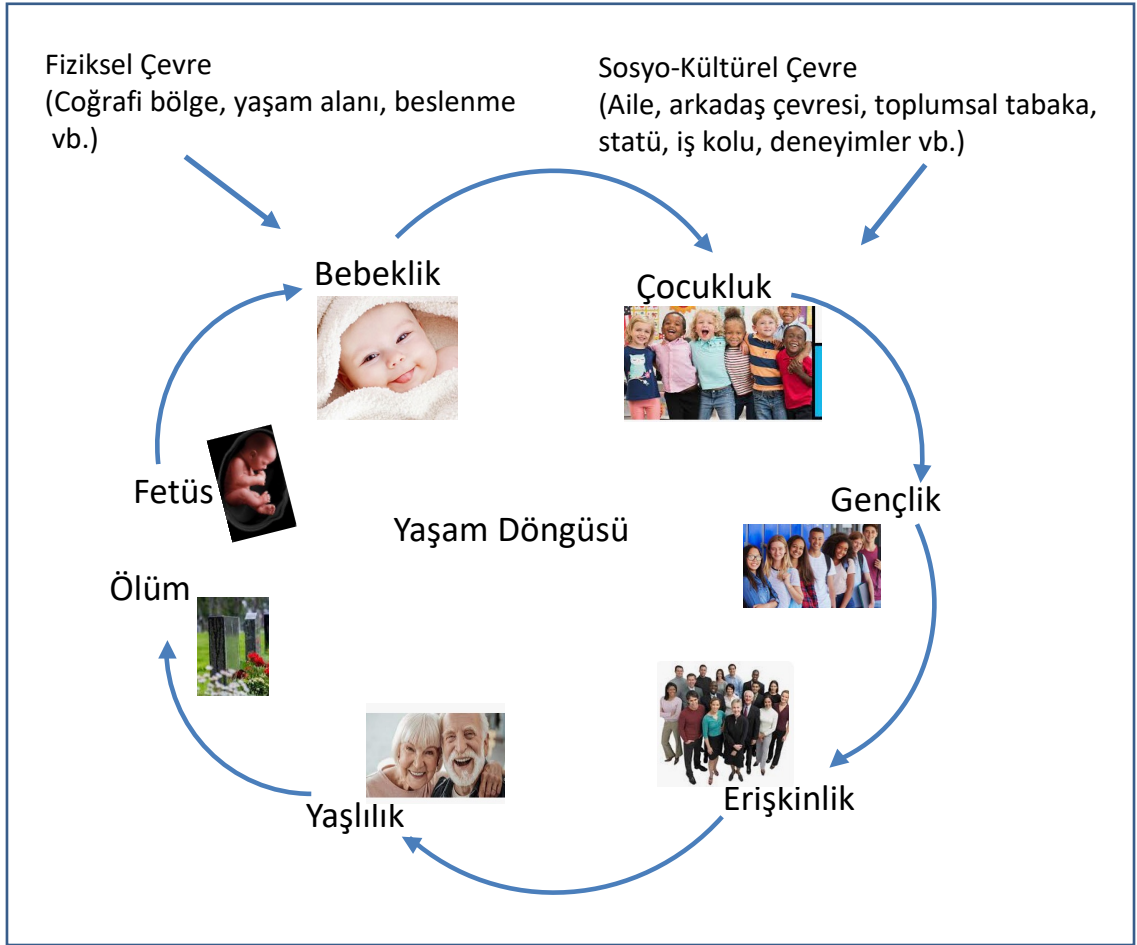 Fiziksel Çevre
(Coğrafi bölge, yaşam alanı, beslenme
vb.)
Sosyo-Kültürel Çevre
(Aile, arkadaş çevresi, toplumsal tabaka,
statü, iş kolu, deneyimler vb.)
Bebeklik
Çocukluk
Fetüs
Gençlik
Yaşam Döngüsü
Ölüm
Erişkinlik
Yaşlılık